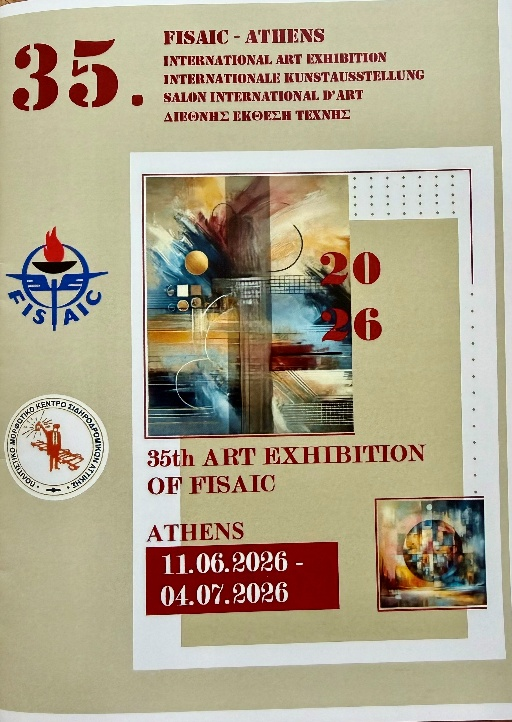 35.
FISAIC - ATHENS
INTERNATIONAL ART EXHIBITION
INTERNATIONALE KUNSTAUSSTELLUNG
SALON INTERNATIONAL D'ART
ΔΙΕΘΝΗΣ ΕΚΘΕΣΗ ΤΕΧΝΗΣ
20
26
FISAIC
ΠΟΛΙΤΙΣΤΙΚΟ ΜΟΡΦΩΤΙΚΟ ΚΕΝΤΡΟ ΣΙΔΗΡΟΔΡΟΜΙΚΩΝ ΑΤΤΙΚΗΣ
35th ART EXHIBITION
OF FISAIC
ATHENS
11.06.2026 -
04.07.2026